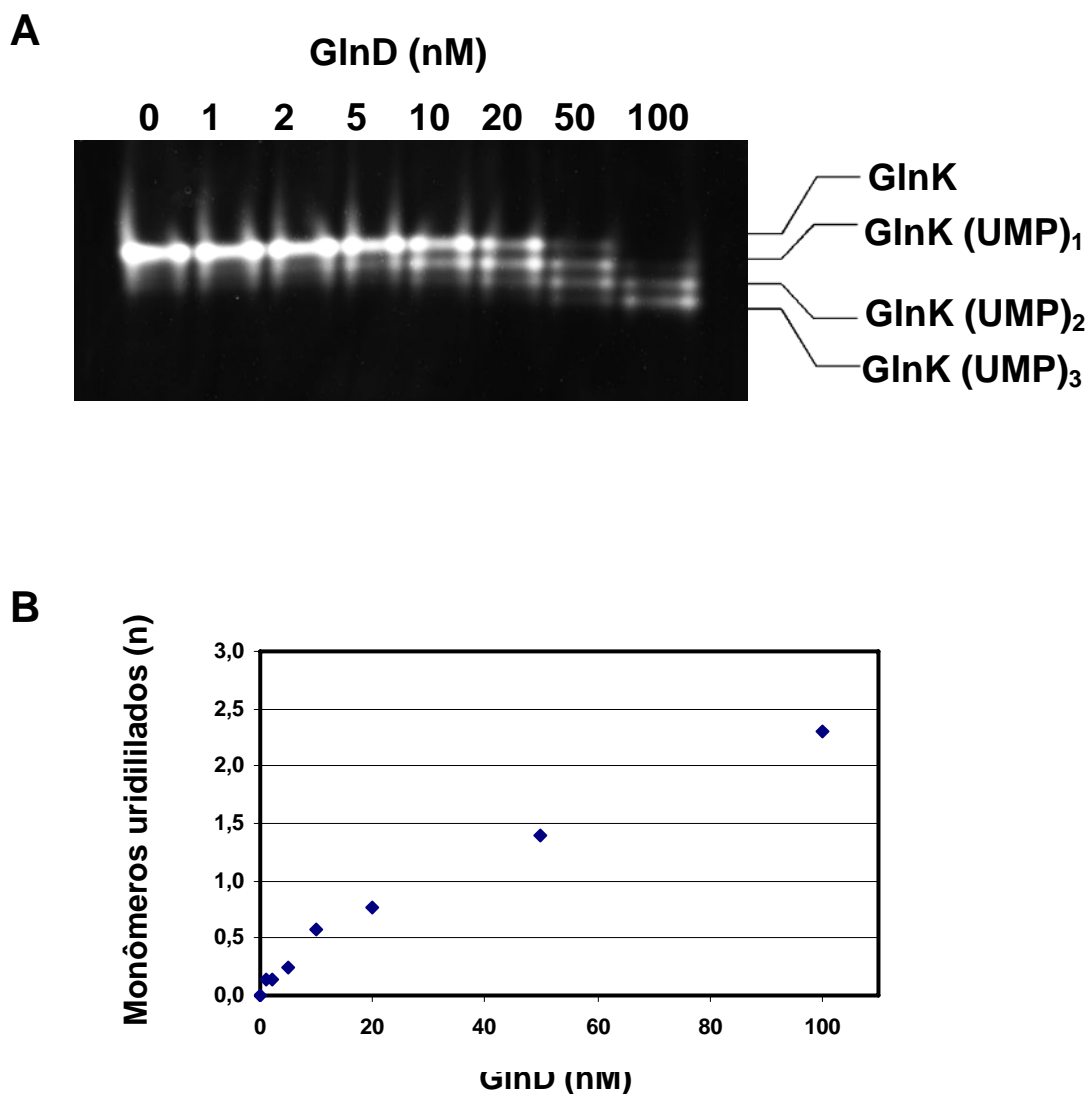 A
GlnD (nM)
0 1 2 5 10 20 50 100
GlnK
GlnK (UMP)1
GlnK (UMP)2
GlnK (UMP)3
B
Monômeros uridililados (n)
3,0
2,5
2,0
1,5
1,0
0,5
0,0
0 20 40 60 80 100
GlnD (nM)